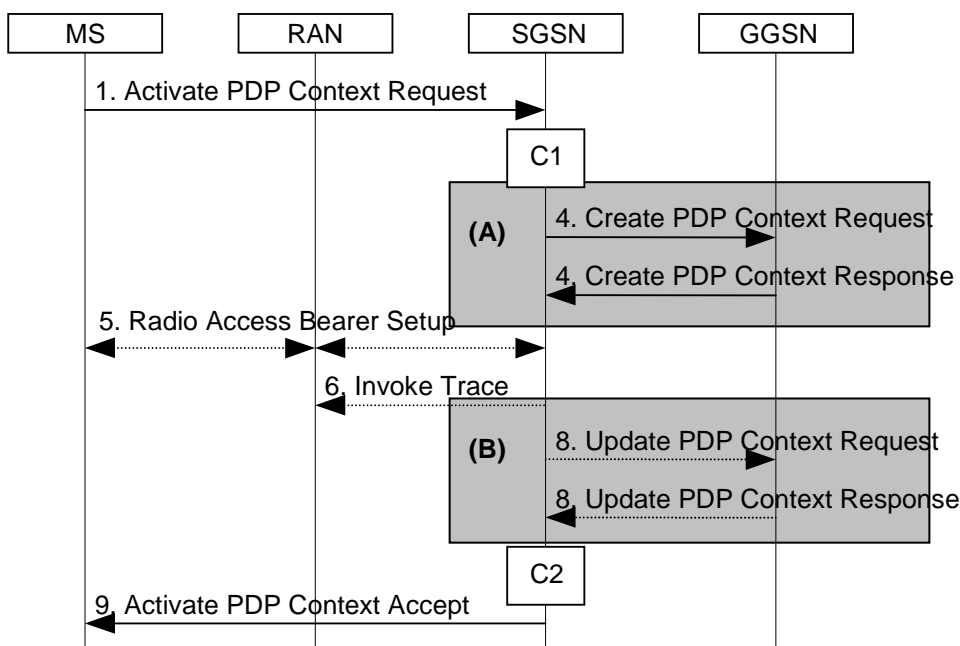 MS
RAN
SGSN
GGSN
1. Activate PDP Context Request
C1
(A)
4. Create PDP Context Request
4. Create PDP Context Response
5. Radio Access Bearer Setup
6. Invoke Trace
(B)
8. Update PDP Context Request
8. Update PDP Context Response
C2
9. Activate PDP Context Accept